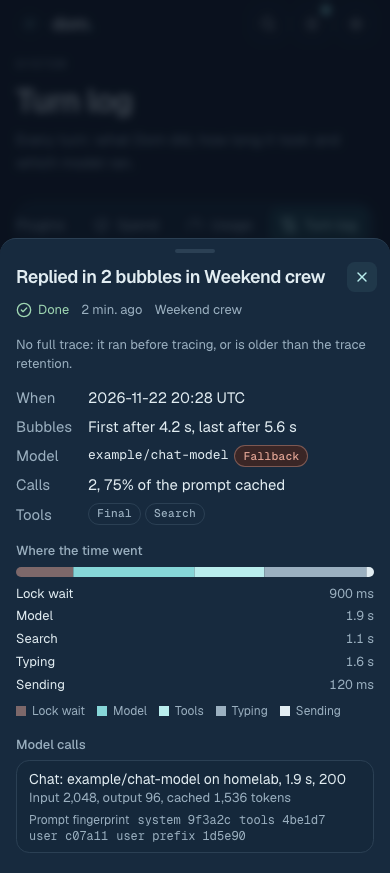 Turn log
Replied in 2 bubbles in Weekend crew
Done 2 min. ago Weekend crew
No full trace: it ran before tracing, or is older than the trace
retention.
When 2026-11-22 20:28 UTC
Bubbles First after 4.2 s, last after 5.6 s
Model example/chat-model Fallback
Calls 2, 75% of the prompt cached
Tools Final Search
Where the time went
Lock wait 900 ms
Model 1.9 s
Search 1.1 s
Typing 1.6 s
Sending 120 ms
Lock wait Model Tools Typing Sending
Model calls
Chat: example/chat-model on homelab, 1.9 s, 200
Input 2,048, output 96, cached 1,536 tokens
Prompt fingerprint system 9f3a2c tools 4be1d7
user c07a11 user prefix 1d5e90